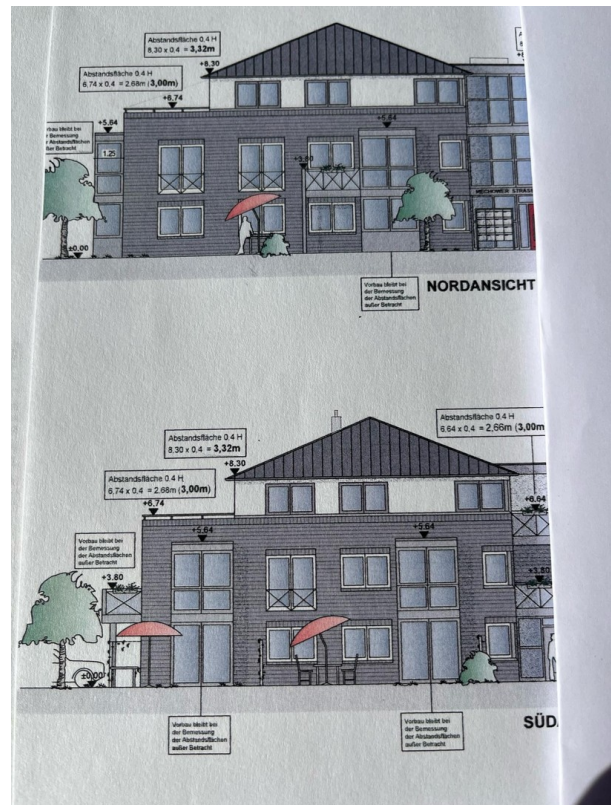 Abstandsfläche 0,4 H
8.30 x 0,4 = 3,32m
+8.30
Abstandsfläche 0,4 H
6.74 x 0,4 = 2,68m (3,00m)
+6.74
+5.64
bleibt bei
Bemessung
Abstandsflächen
außer Betracht
1.25
+5.64
±0,00
Vorbau bleibt bei
der Bemessung
der Abstandsflächen
außer Betracht
NORDANSICHT
Abstandsfläche 0,4 H
6.64 x 0,4 = 2,66m (3,00m
Abstandsfläche 0,4 H
8.30 x 0,4 = 3,32m
+8.30
Abstandsfläche 0,4 H
6.74 x 0,4 = 2,68m (3,00m)
+6.74
+6.64
+5.64
+5.64
Vorbau bleibt bei
der Bemessung
der Abstandsflächen
außer Betracht
+3.80
+3.80
±0,00
Vorbau bleibt bei
der Bemessung
der Abstandsflächen
außer Betracht
Vorbau bleibt bei
der Bemessung
der Abstandsflächen
außer Betracht
SÜD